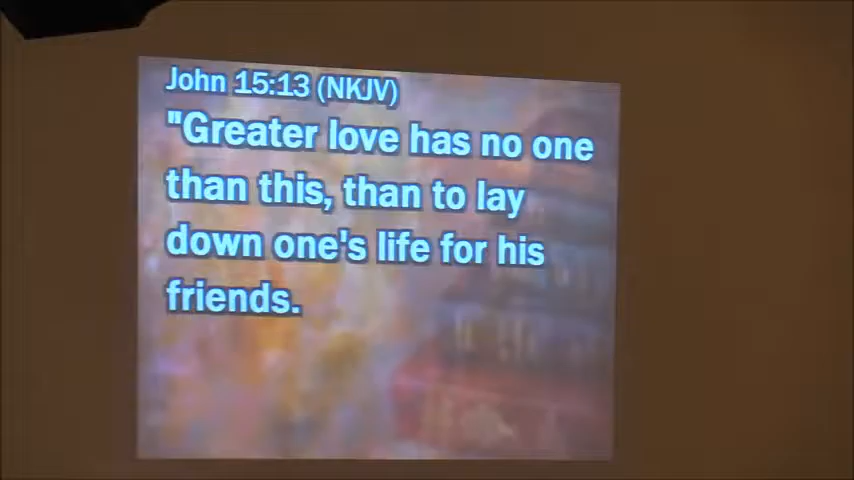 John 15:13 (NKJV)
"Greater love has no one
than this, than to lay
down one's life for his
friends.